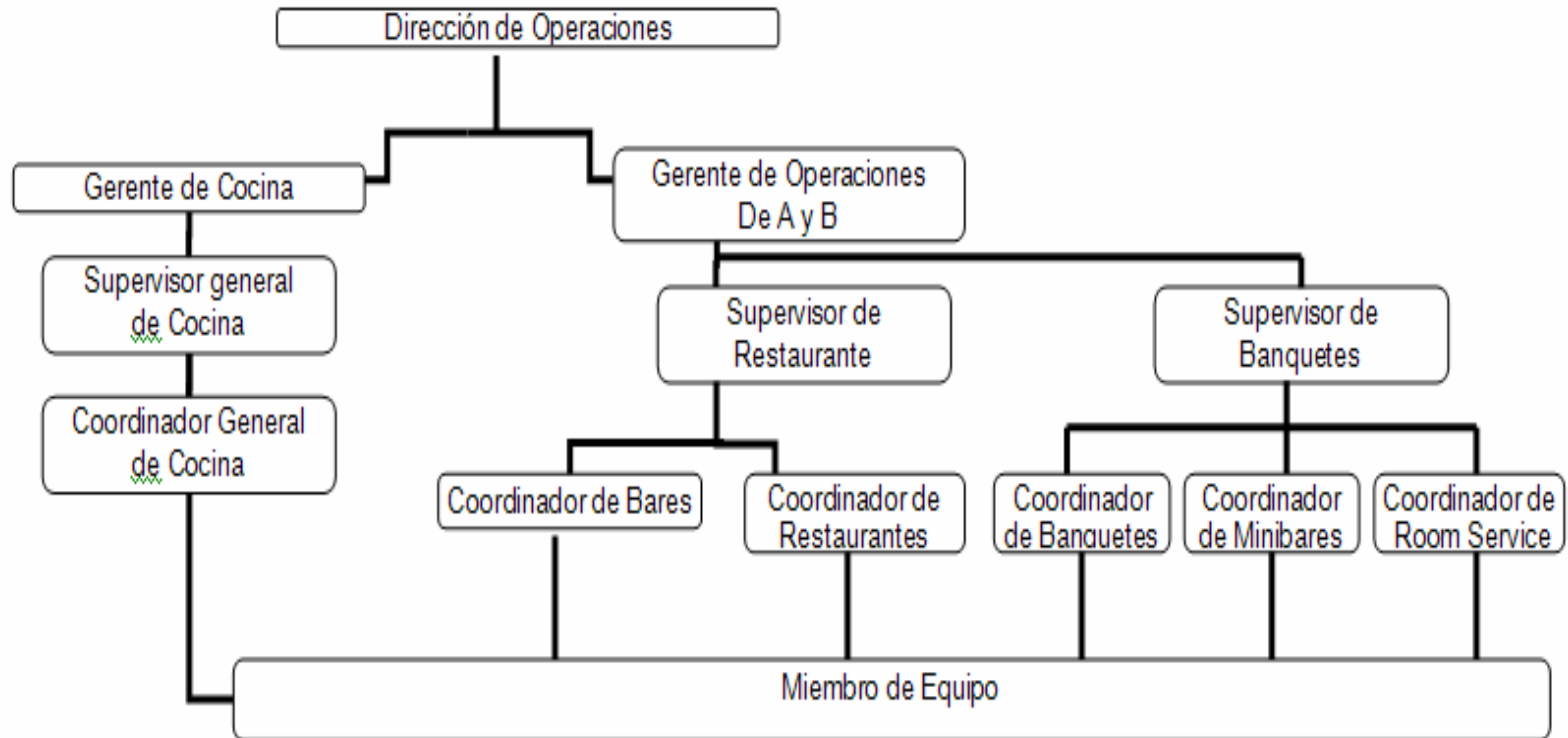 Dirección de Operaciones
Gerente de Cocina
Gerente de Operaciones
De A y B
Supervisor general
de Cocina
Supervisor de
Restaurante
Supervisor de
Banquetes
Coordinador General
de Cocina
Coordinador de Bares
Coordinador de
Restaurantes
Coordinador
de Banquetes
Coordinador
de Minibares
Coordinador de
Room Service
Miembro de Equipo